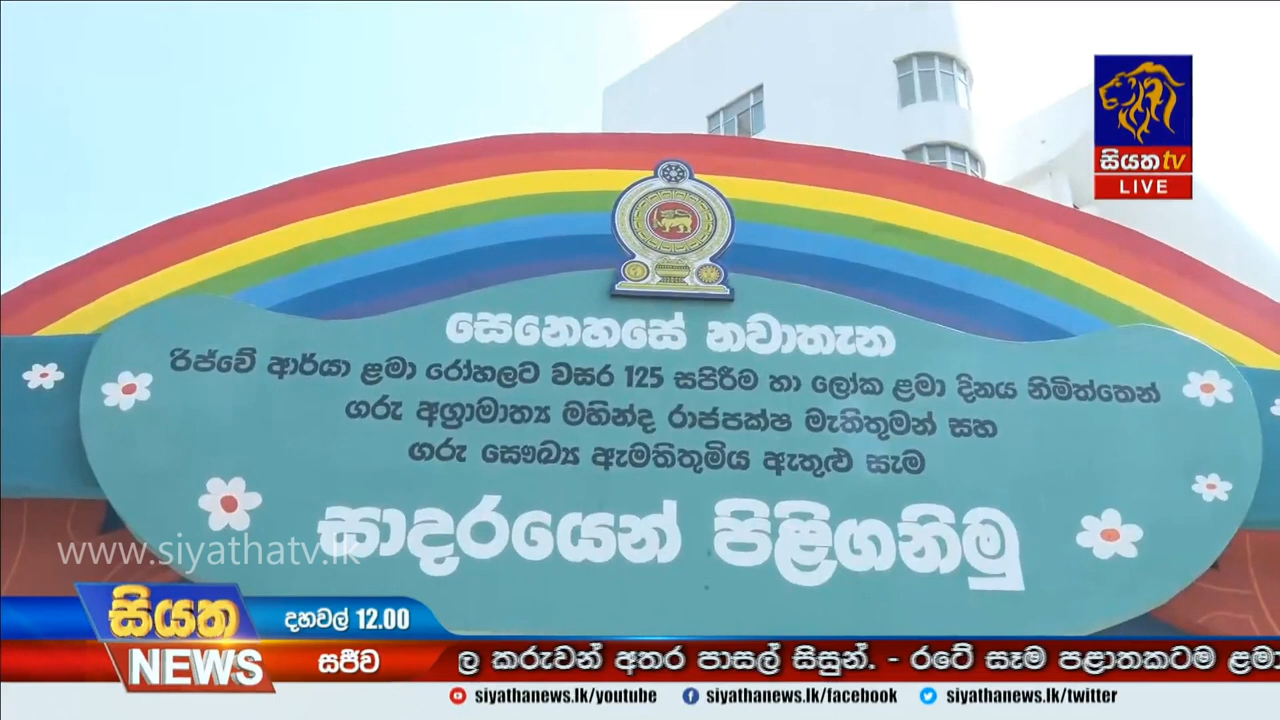 සියත tv
LIVE
සෙනෙහසේ නවාතැන
රිජ්වේ ආර්යා ළමා රෝහලට වසර 125 සපිරීම හා ලෝක ළමා දිනය නිමිත්තෙන්
ගරු අග්‍රාමාත්‍ය මහින්ද රාජපක්ෂ මැතිතුමන් සහ
ගරු සෞඛ්‍ය ඇමතිතුමිය ඇතුළු සැම
සාදරයෙන් පිළිගනිමු
www.siyathatv.lk
සියත
NEWS
දහවල් 12.00
සජීව
ල කරුවන් අතර පාසල් සිසුන්. - රටේ සෑම පළාතකටම ළමා
siyathanews.lk/youtube siyathanews.lk/facebook siyathanews.lk/twitter